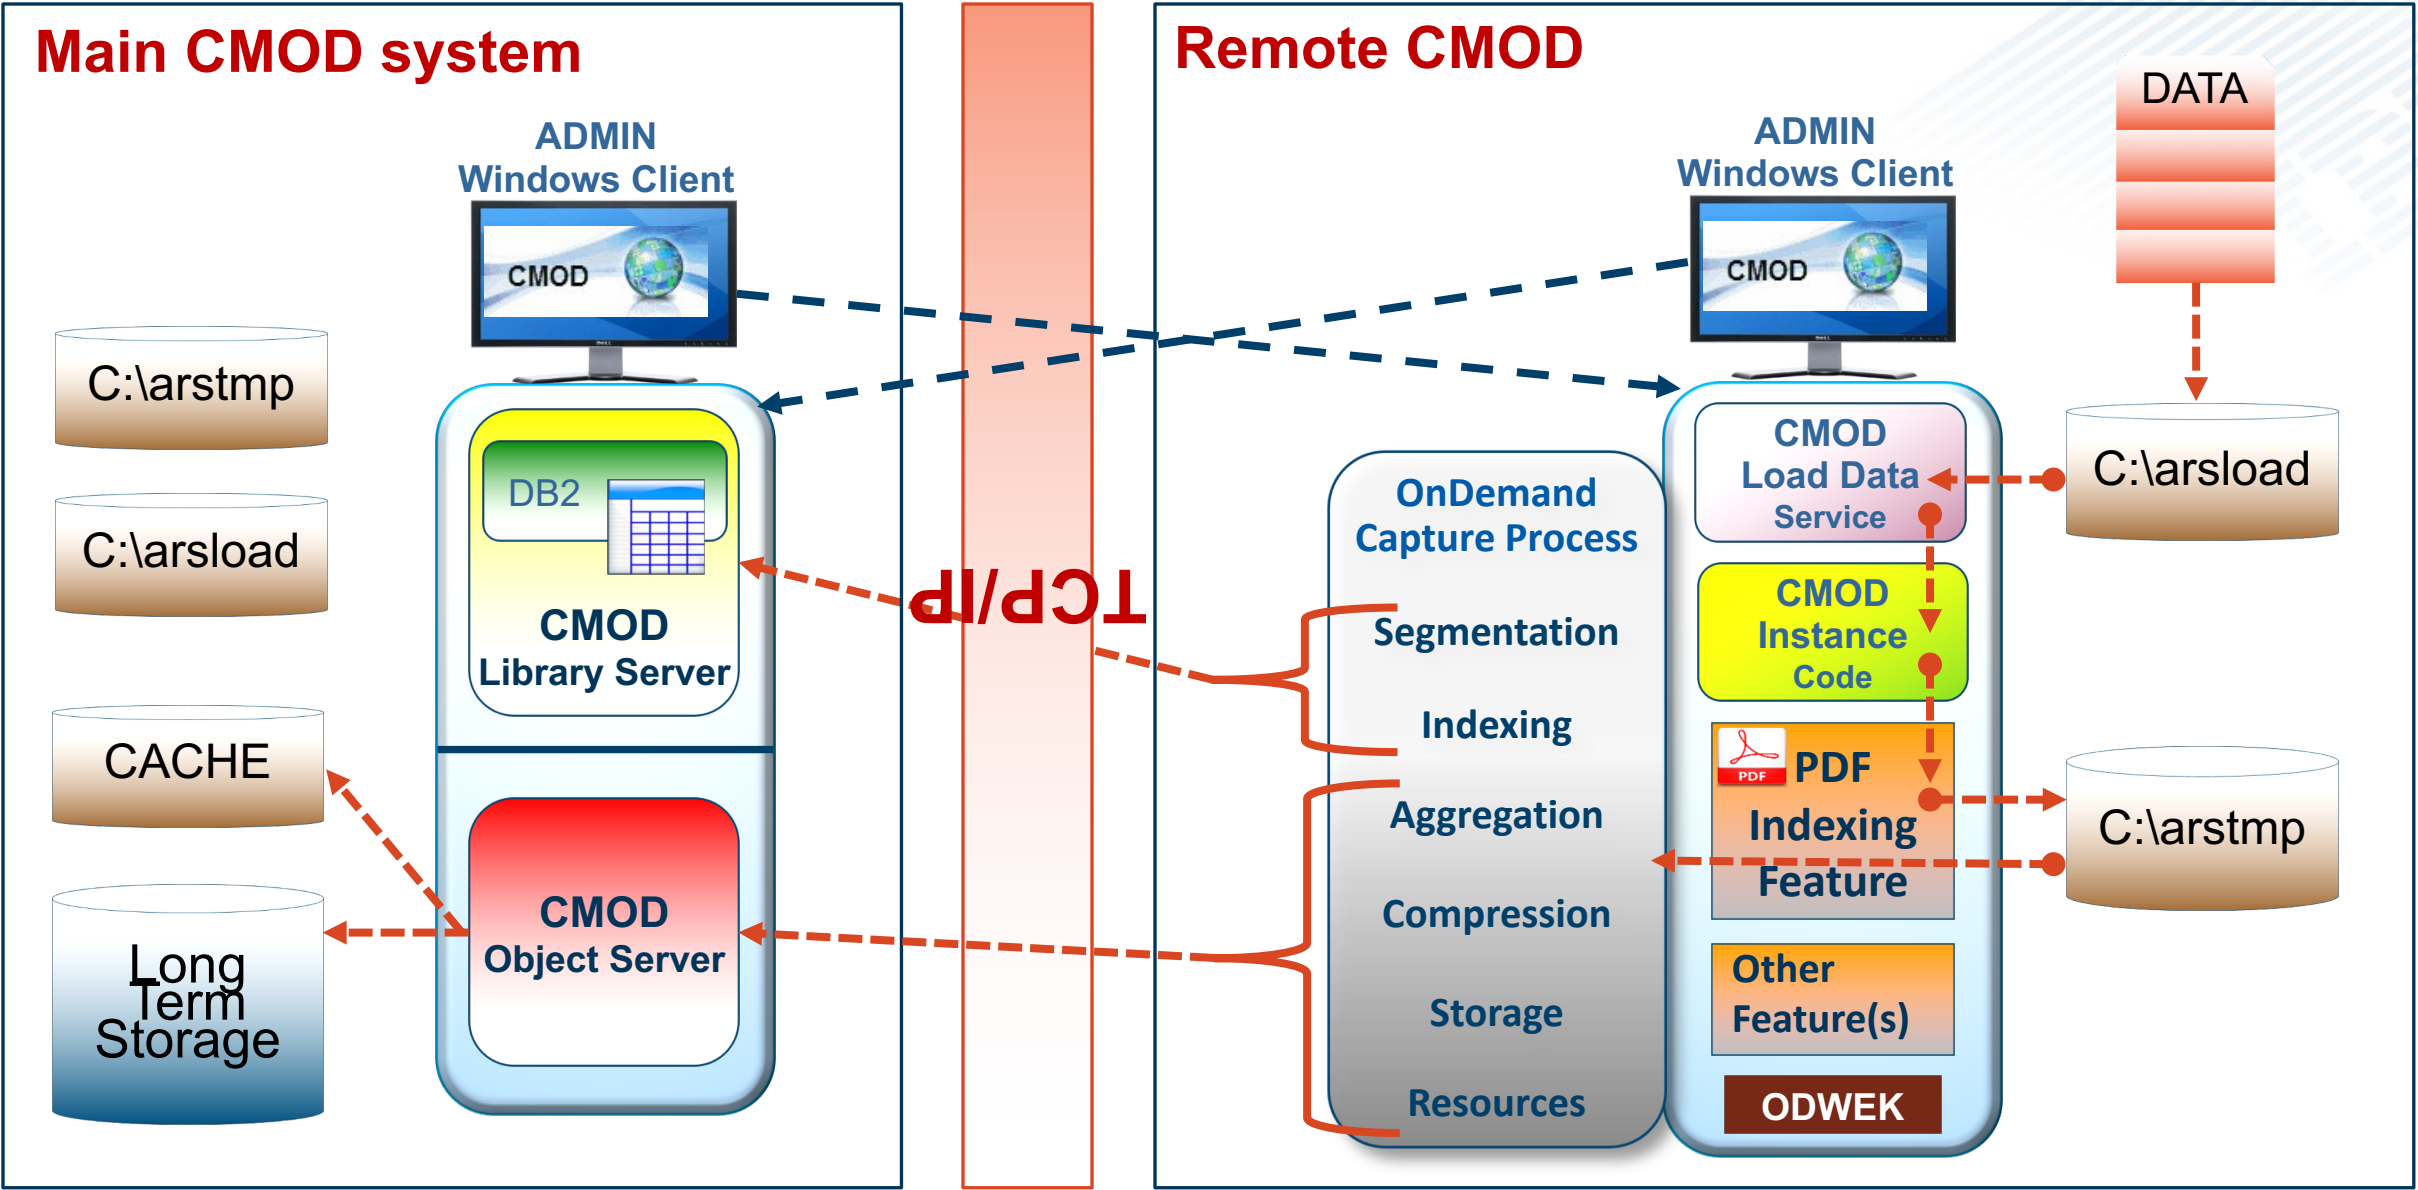 Main CMOD system
ADMIN
Windows Client
CMOD
C:\arstmp
C:\arsload
CACHE
Long
Term
Storage
DB2
CMOD
Library Server
CMOD
Object Server
TCP/IP
Remote CMOD
ADMIN
Windows Client
CMOD
DATA
C:\arsload
C:\arstmp
OnDemand
Capture Process
Segmentation
Indexing
Aggregation
Compression
Storage
Resources
CMOD
Load Data
Service
CMOD
Instance
Code
PDF
PDF
Indexing
Feature
Other
Feature(s)
ODWEK